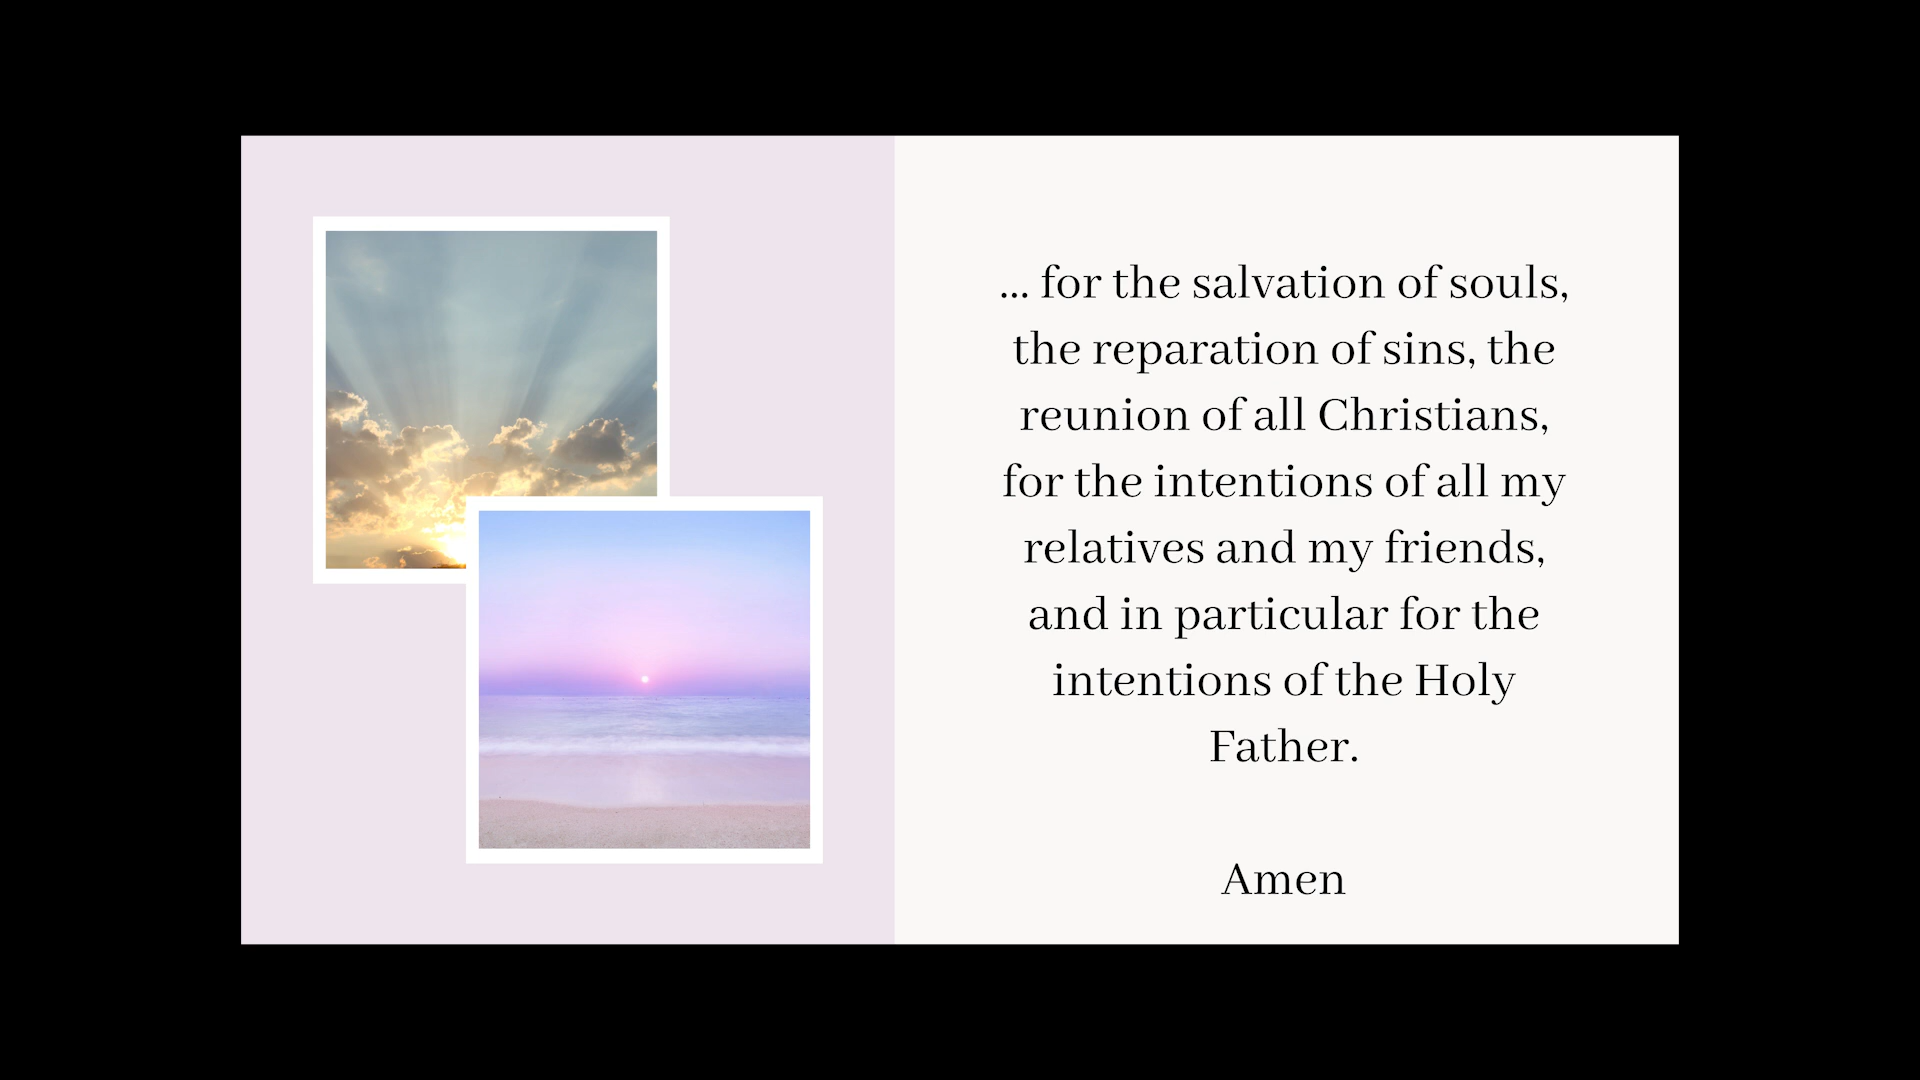 ... for the salvation of souls,
the reparation of sins, the
reunion of all Christians,
for the intentions of all my
relatives and my friends,
and in particular for the
intentions of the Holy
Father.
Amen